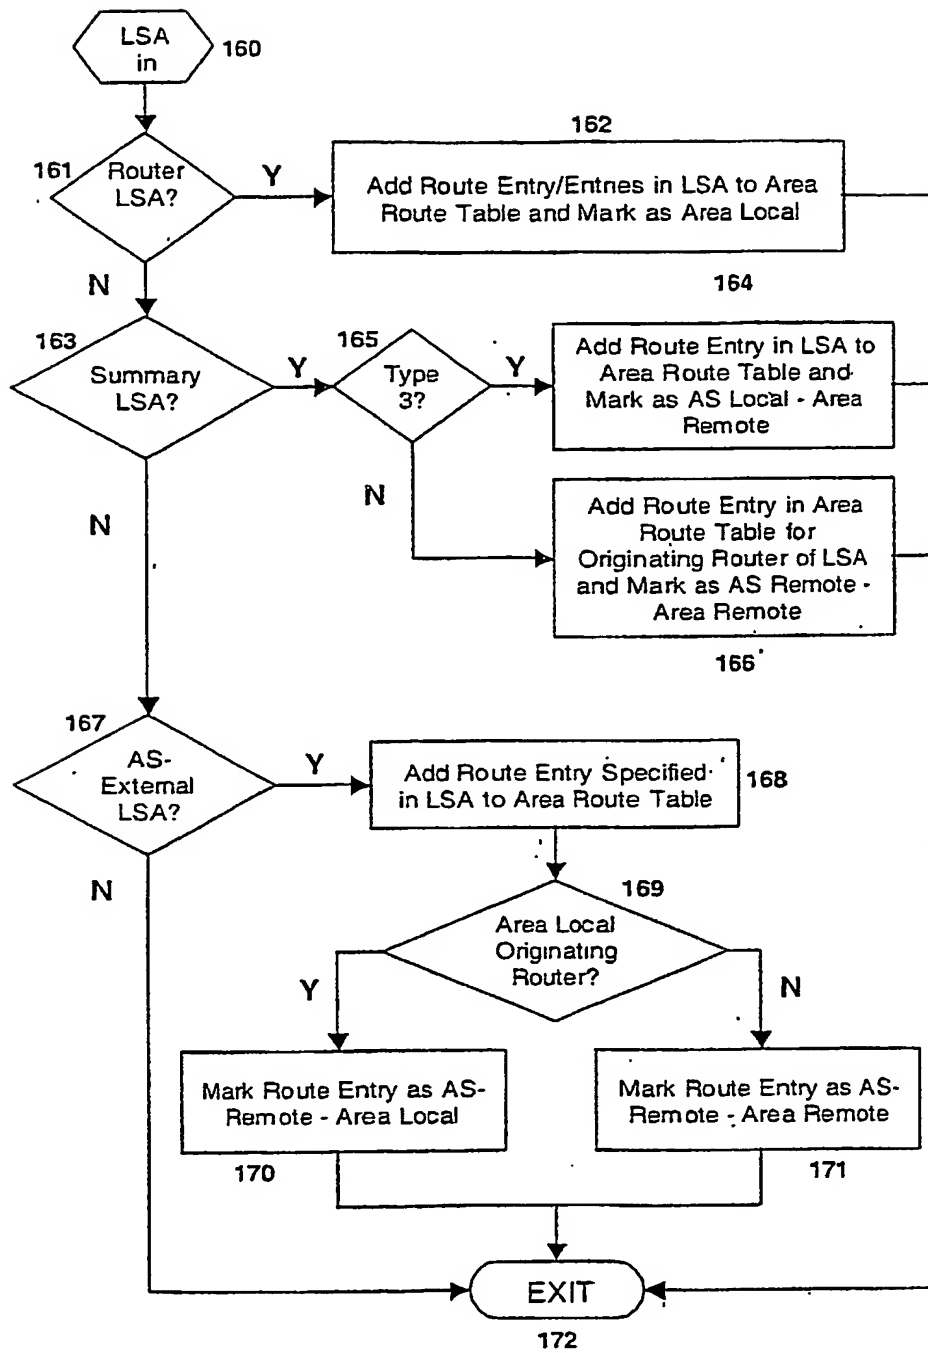 LSA
in
160
161
Router
LSA?
Y
162
Add Route Entry/Entries in LSA to Area
Route Table and Mark as Area Local
N
164
163
Summary
LSA?
Y
165
Type
3?
Y
Add Route Entry in LSA to
Area Route Table and
Mark as AS Local - Area
Remote
N
N
Add Route Entry in Area
Route Table for
Originating Router of LSA
and Mark as AS Remote -
Area Remote
166
167
AS-
External
LSA?
Y
Add Route Entry Specified
in LSA to Area Route Table
168
N
169
Area Local
Originating
Router?
Y
N
Mark Route Entry as AS-
Remote - Area Local
170
Mark Route Entry as AS-
Remote - Area Remote
171
EXIT
172